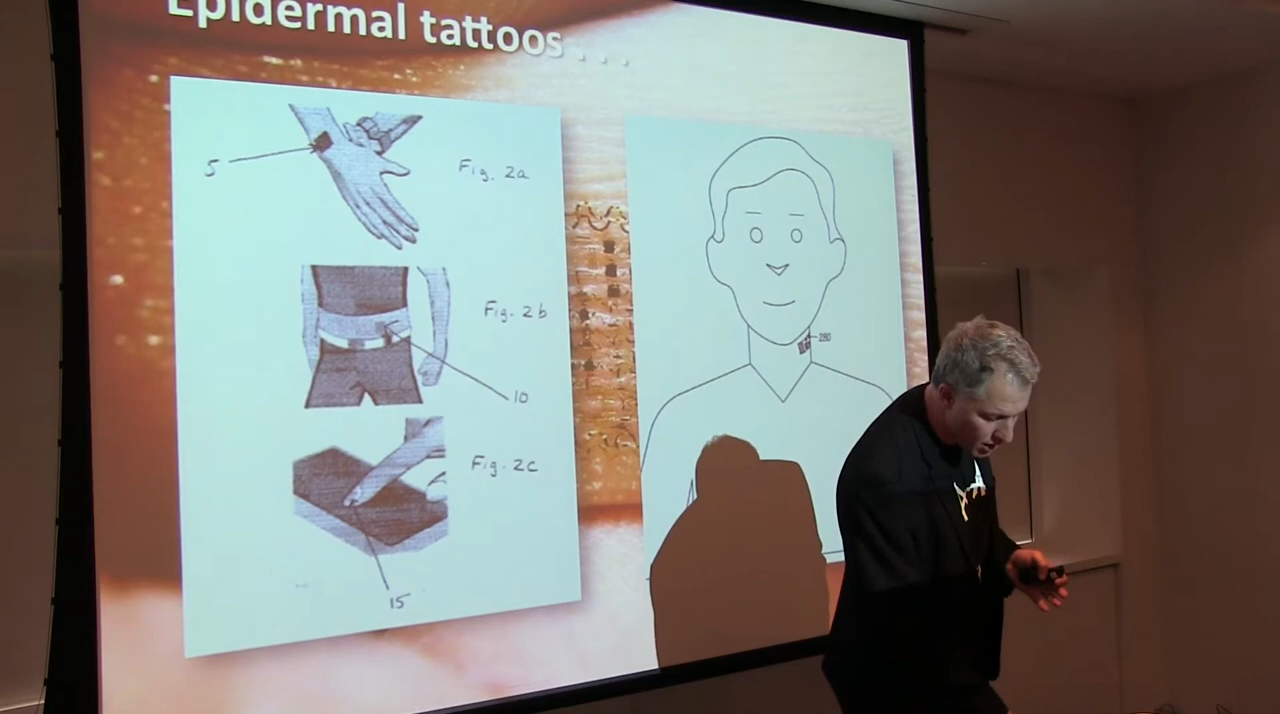 Epidermal tattoos . . .
5
Fig. 2a
Fig. 2b
10
Fig. 2c
15
280